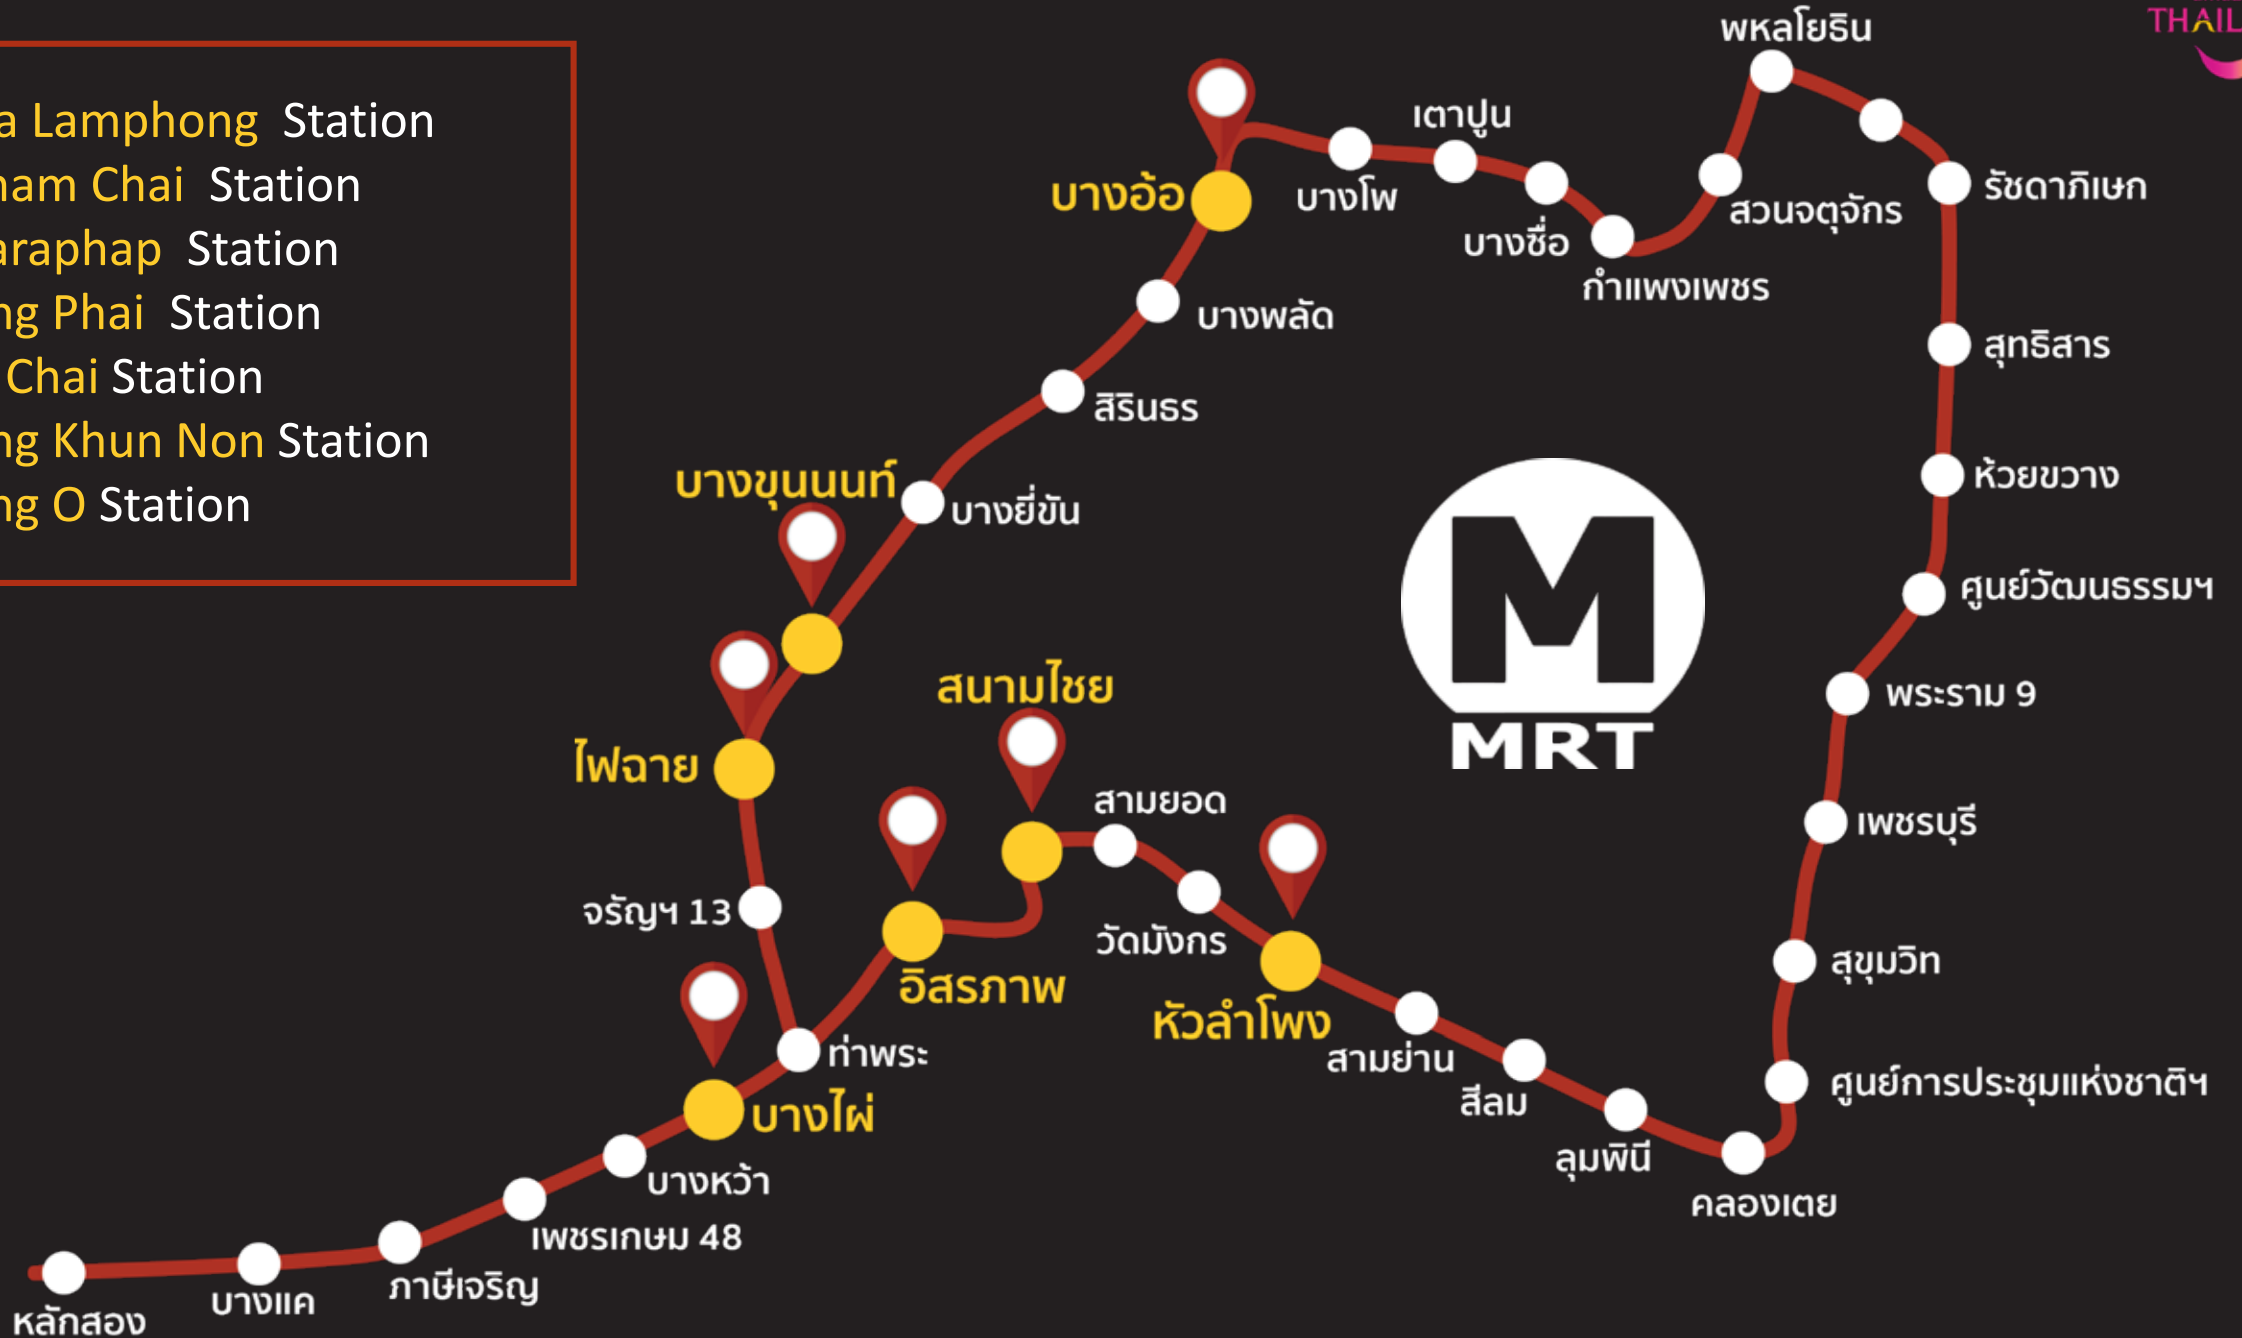 THAIL
a Lamphong Station
nam Chai Station
araphap Station
ng Phai Station
Chai Station
ng Khun Non Station
ng O Station
พหลโยธิน
เตาปูน
บางอ้อ
บางโพ
รัชดาภิเษก
สวนจตุจักร
บางซื่อ
กำแพงเพชร
บางพลัด
สุทธิสาร
สิรินธร
บางขุนนนท์
บางยี่ขัน
ห้วยขวาง
ศูนย์วัฒนธรรมฯ
พระราม 9
สนามไชย
M
MRT
ไฟฉาย
สามยอด
เพชรบุรี
จรัญฯ 13
วัดมังกร
สุขุมวิท
อิสรภาพ
หัวลำโพง
ท่าพระ
สามย่าน
ศูนย์การประชุมแห่งชาติฯ
สีลม
บางไผ่
ลุมพินี
บางหว้า
คลองเตย
เพชรเกษม 48
ภาษีเจริญ
บางแค
หลักสอง